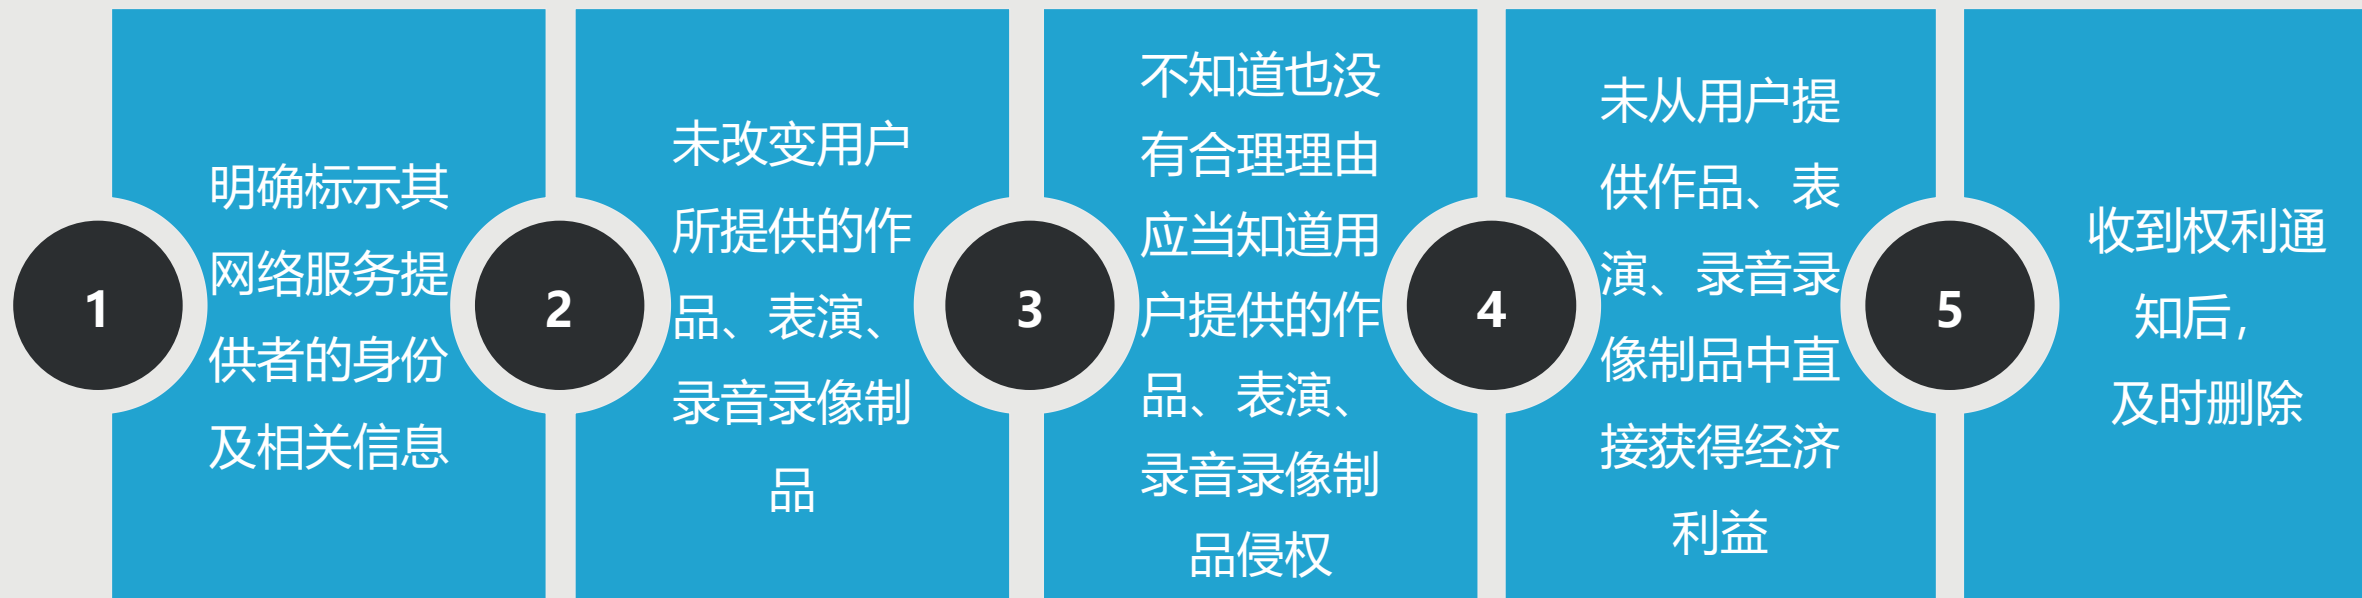 1
明确标示其
网络服务提
供者的身份
及相关信息
2
未改变用户
所提供的作
品、表演、
录音录像制
品
3
不知道也没
有合理理由
应当知道用
户提供的作
品、表演、
录音录像制
品侵权
4
未从用户提
供作品、表
演、录音录
像制品中直
接获得经济
利益
5
收到权利通
知后，
及时删除